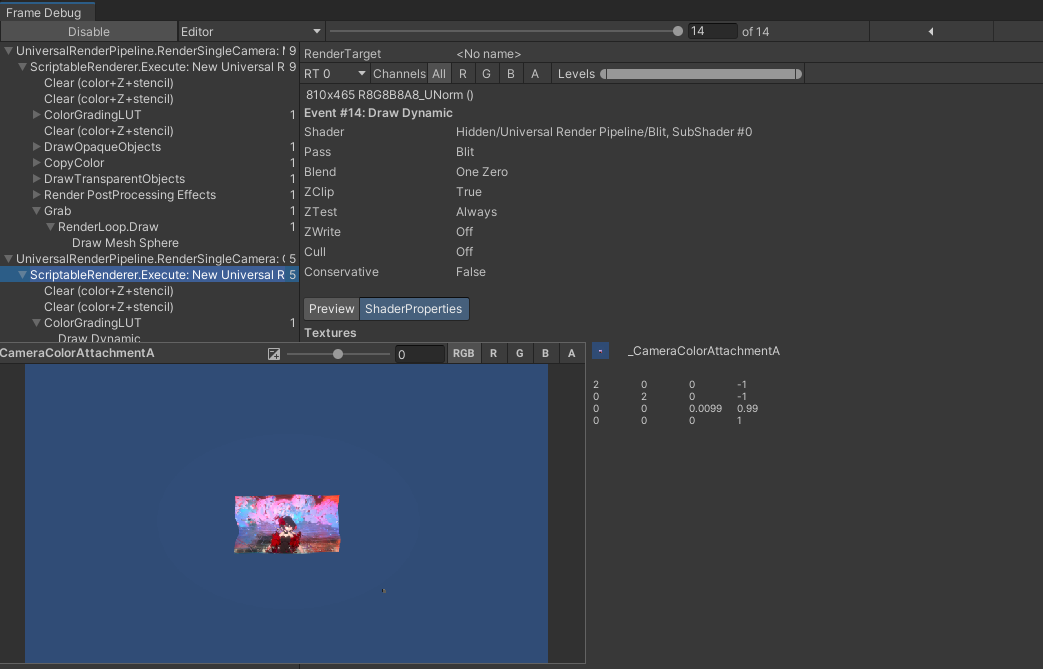 Frame Debug
Disable
Editor
14
of 14
UniversalRenderPipeline.RenderSingleCamera: 9
ScriptableRenderer.Execute: New Universal R 9
Clear (color+Z+stencil)
Clear (color+Z+stencil)
ColorGradingLUT 1
Clear (color+Z+stencil)
DrawOpaqueObjects 1
CopyColor 1
DrawTransparentObjects 1
Render PostProcessing Effects 1
Grab 1
RenderLoop.Draw 1
Draw Mesh Sphere
UniversalRenderPipeline.RenderSingleCamera: 5
ScriptableRenderer.Execute: New Universal R 5
Clear (color+Z+stencil)
Clear (color+Z+stencil)
ColorGradingLUT 1
Draw Dynamic
RenderTarget <No name>
RT 0 Channels All R G B A Levels
810x465 R8G8B8A8_UNorm ()
Event #14: Draw Dynamic
Shader Hidden/Universal Render Pipeline/Blit, SubShader #0
Pass Blit
Blend One Zero
ZClip True
ZTest Always
ZWrite Off
Cull Off
Conservative False
Preview ShaderProperties
Textures
CameraColorAttachmentA 0 RGB R G B A
- _CameraColorAttachmentA
2 0 0 -1
0 2 0 -1
0 0 0.0099 0.99
0 0 0 1